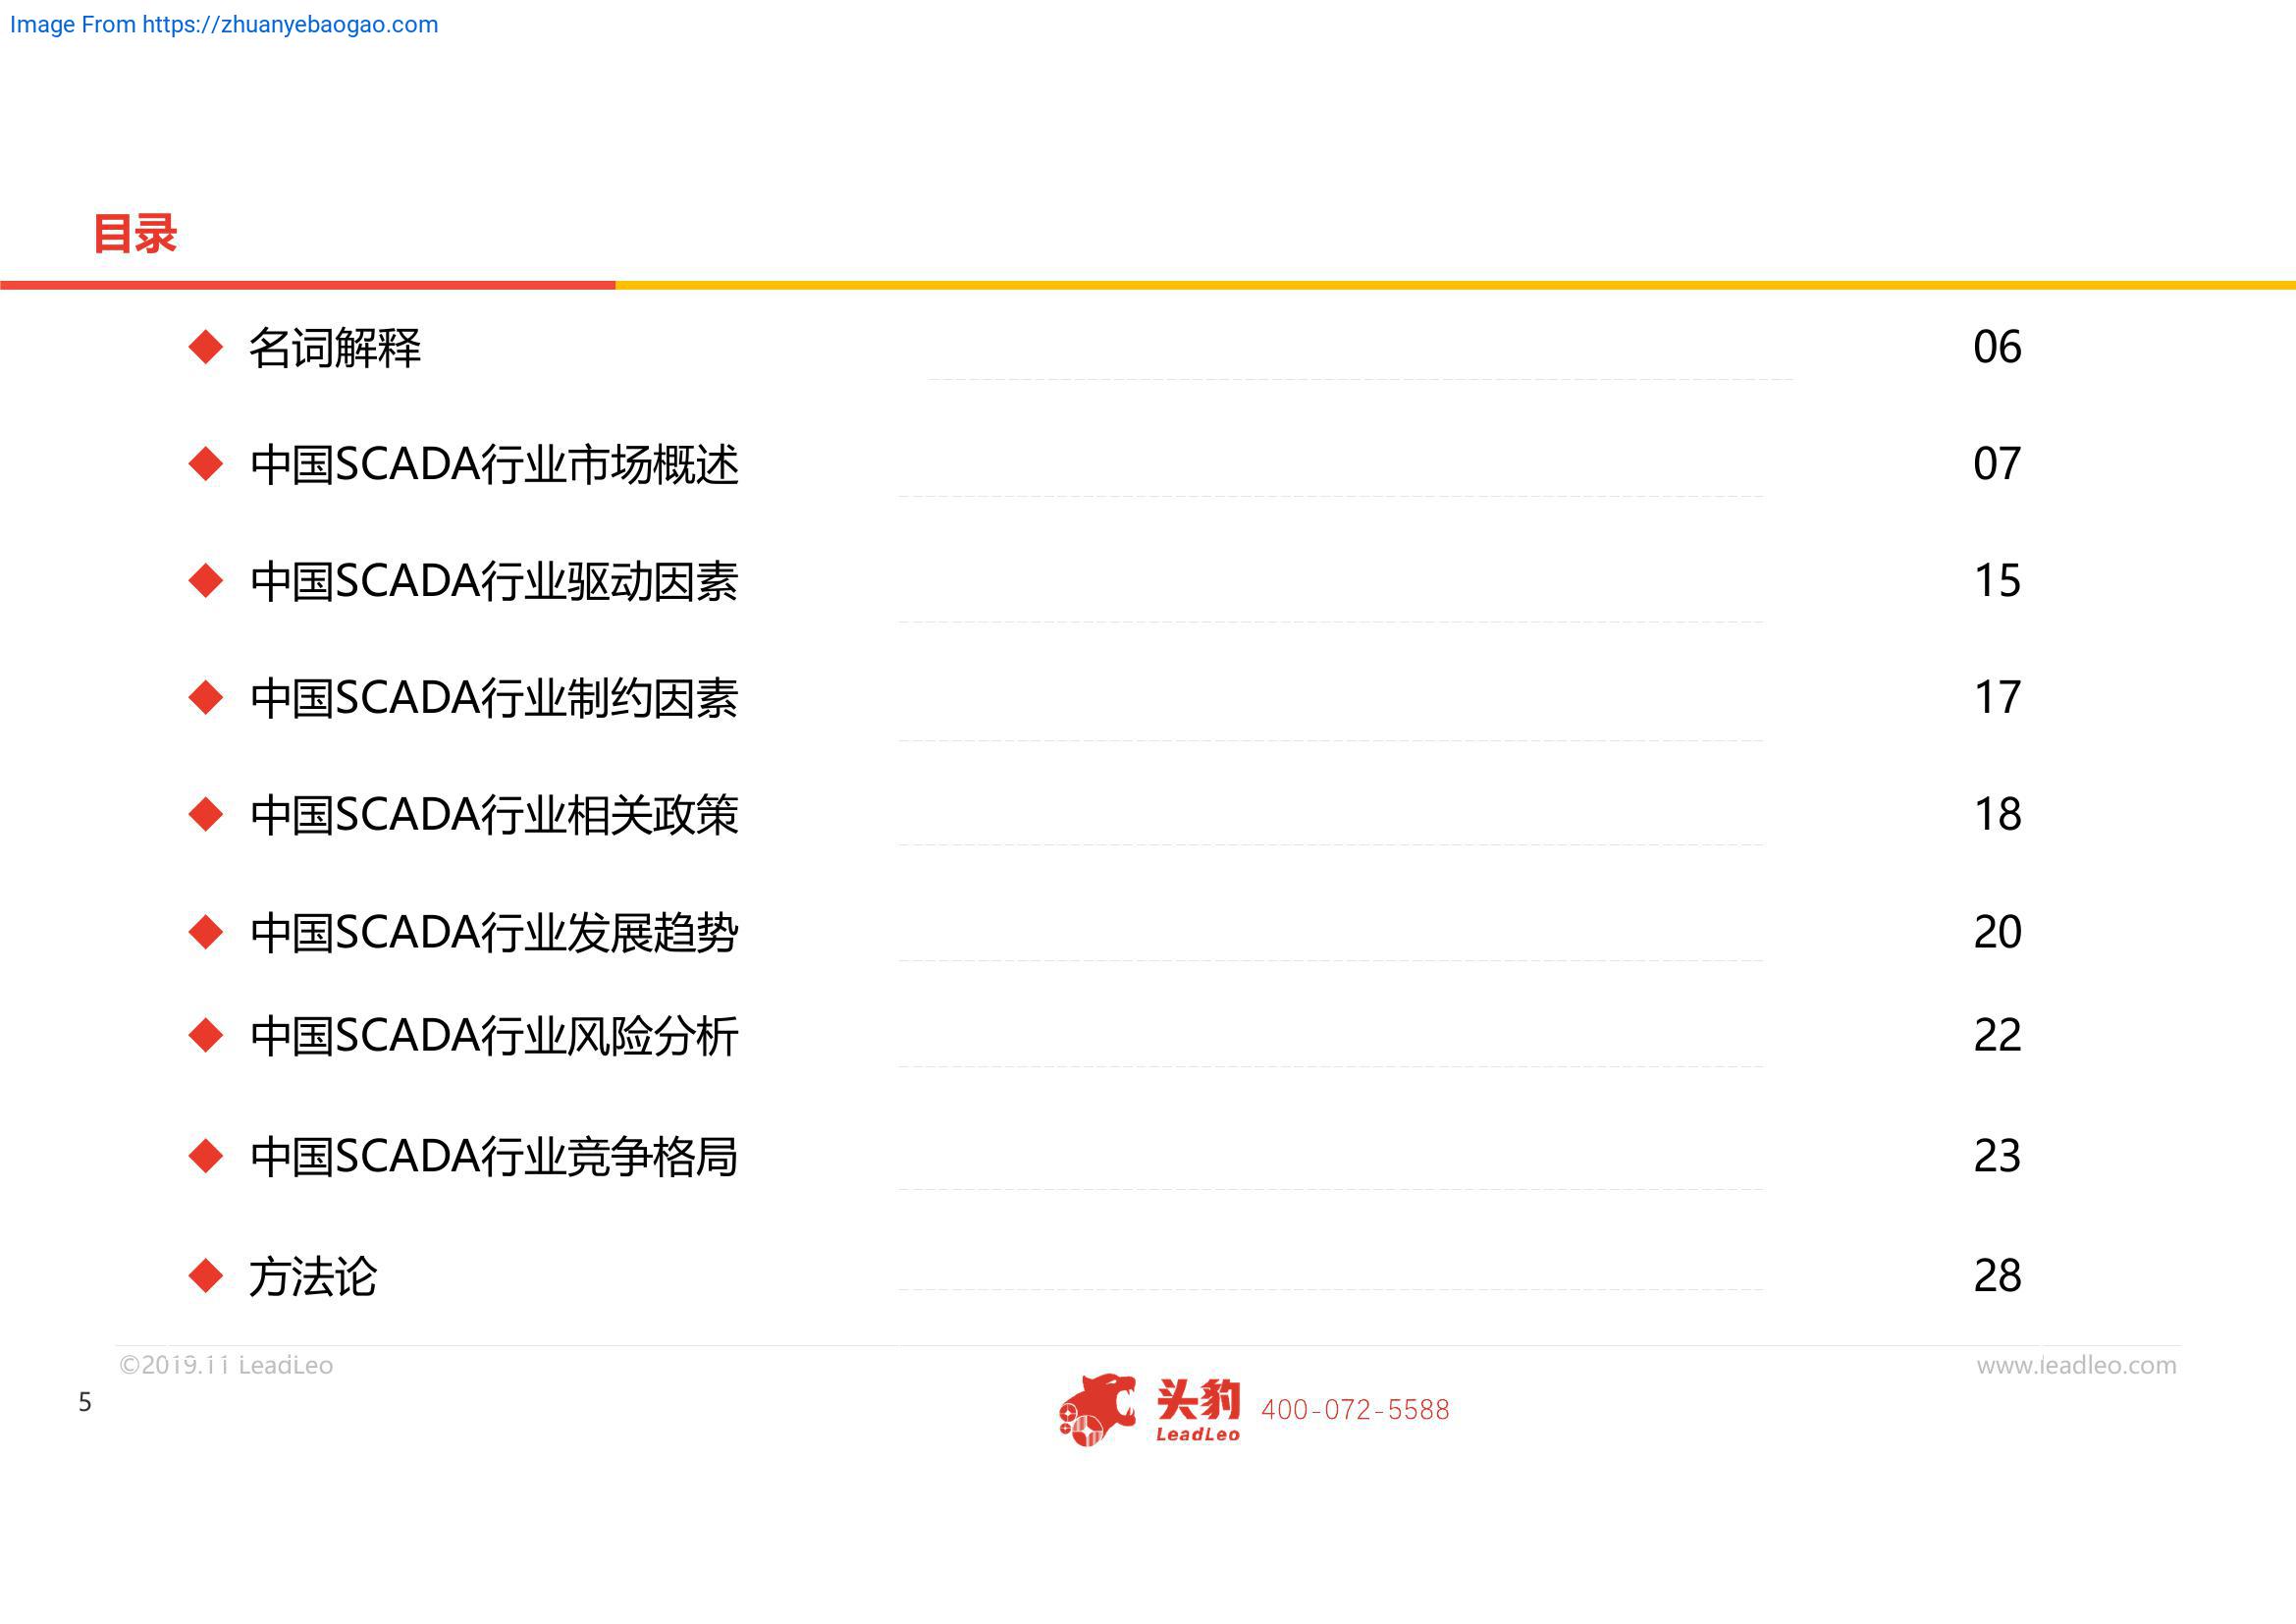 Image From https://zhuanyebaogao.com
目录
名词解释 06
中国SCADA行业市场概述 07
中国SCADA行业驱动因素 15
中国SCADA行业制约因素 17
中国SCADA行业相关政策 18
中国SCADA行业发展趋势 20
中国SCADA行业风险分析 22
中国SCADA行业竞争格局 23
方法论 28
©2019.11 LeadLeo www.leadleo.com
5
头豹 400-072-5588
LeadLeo